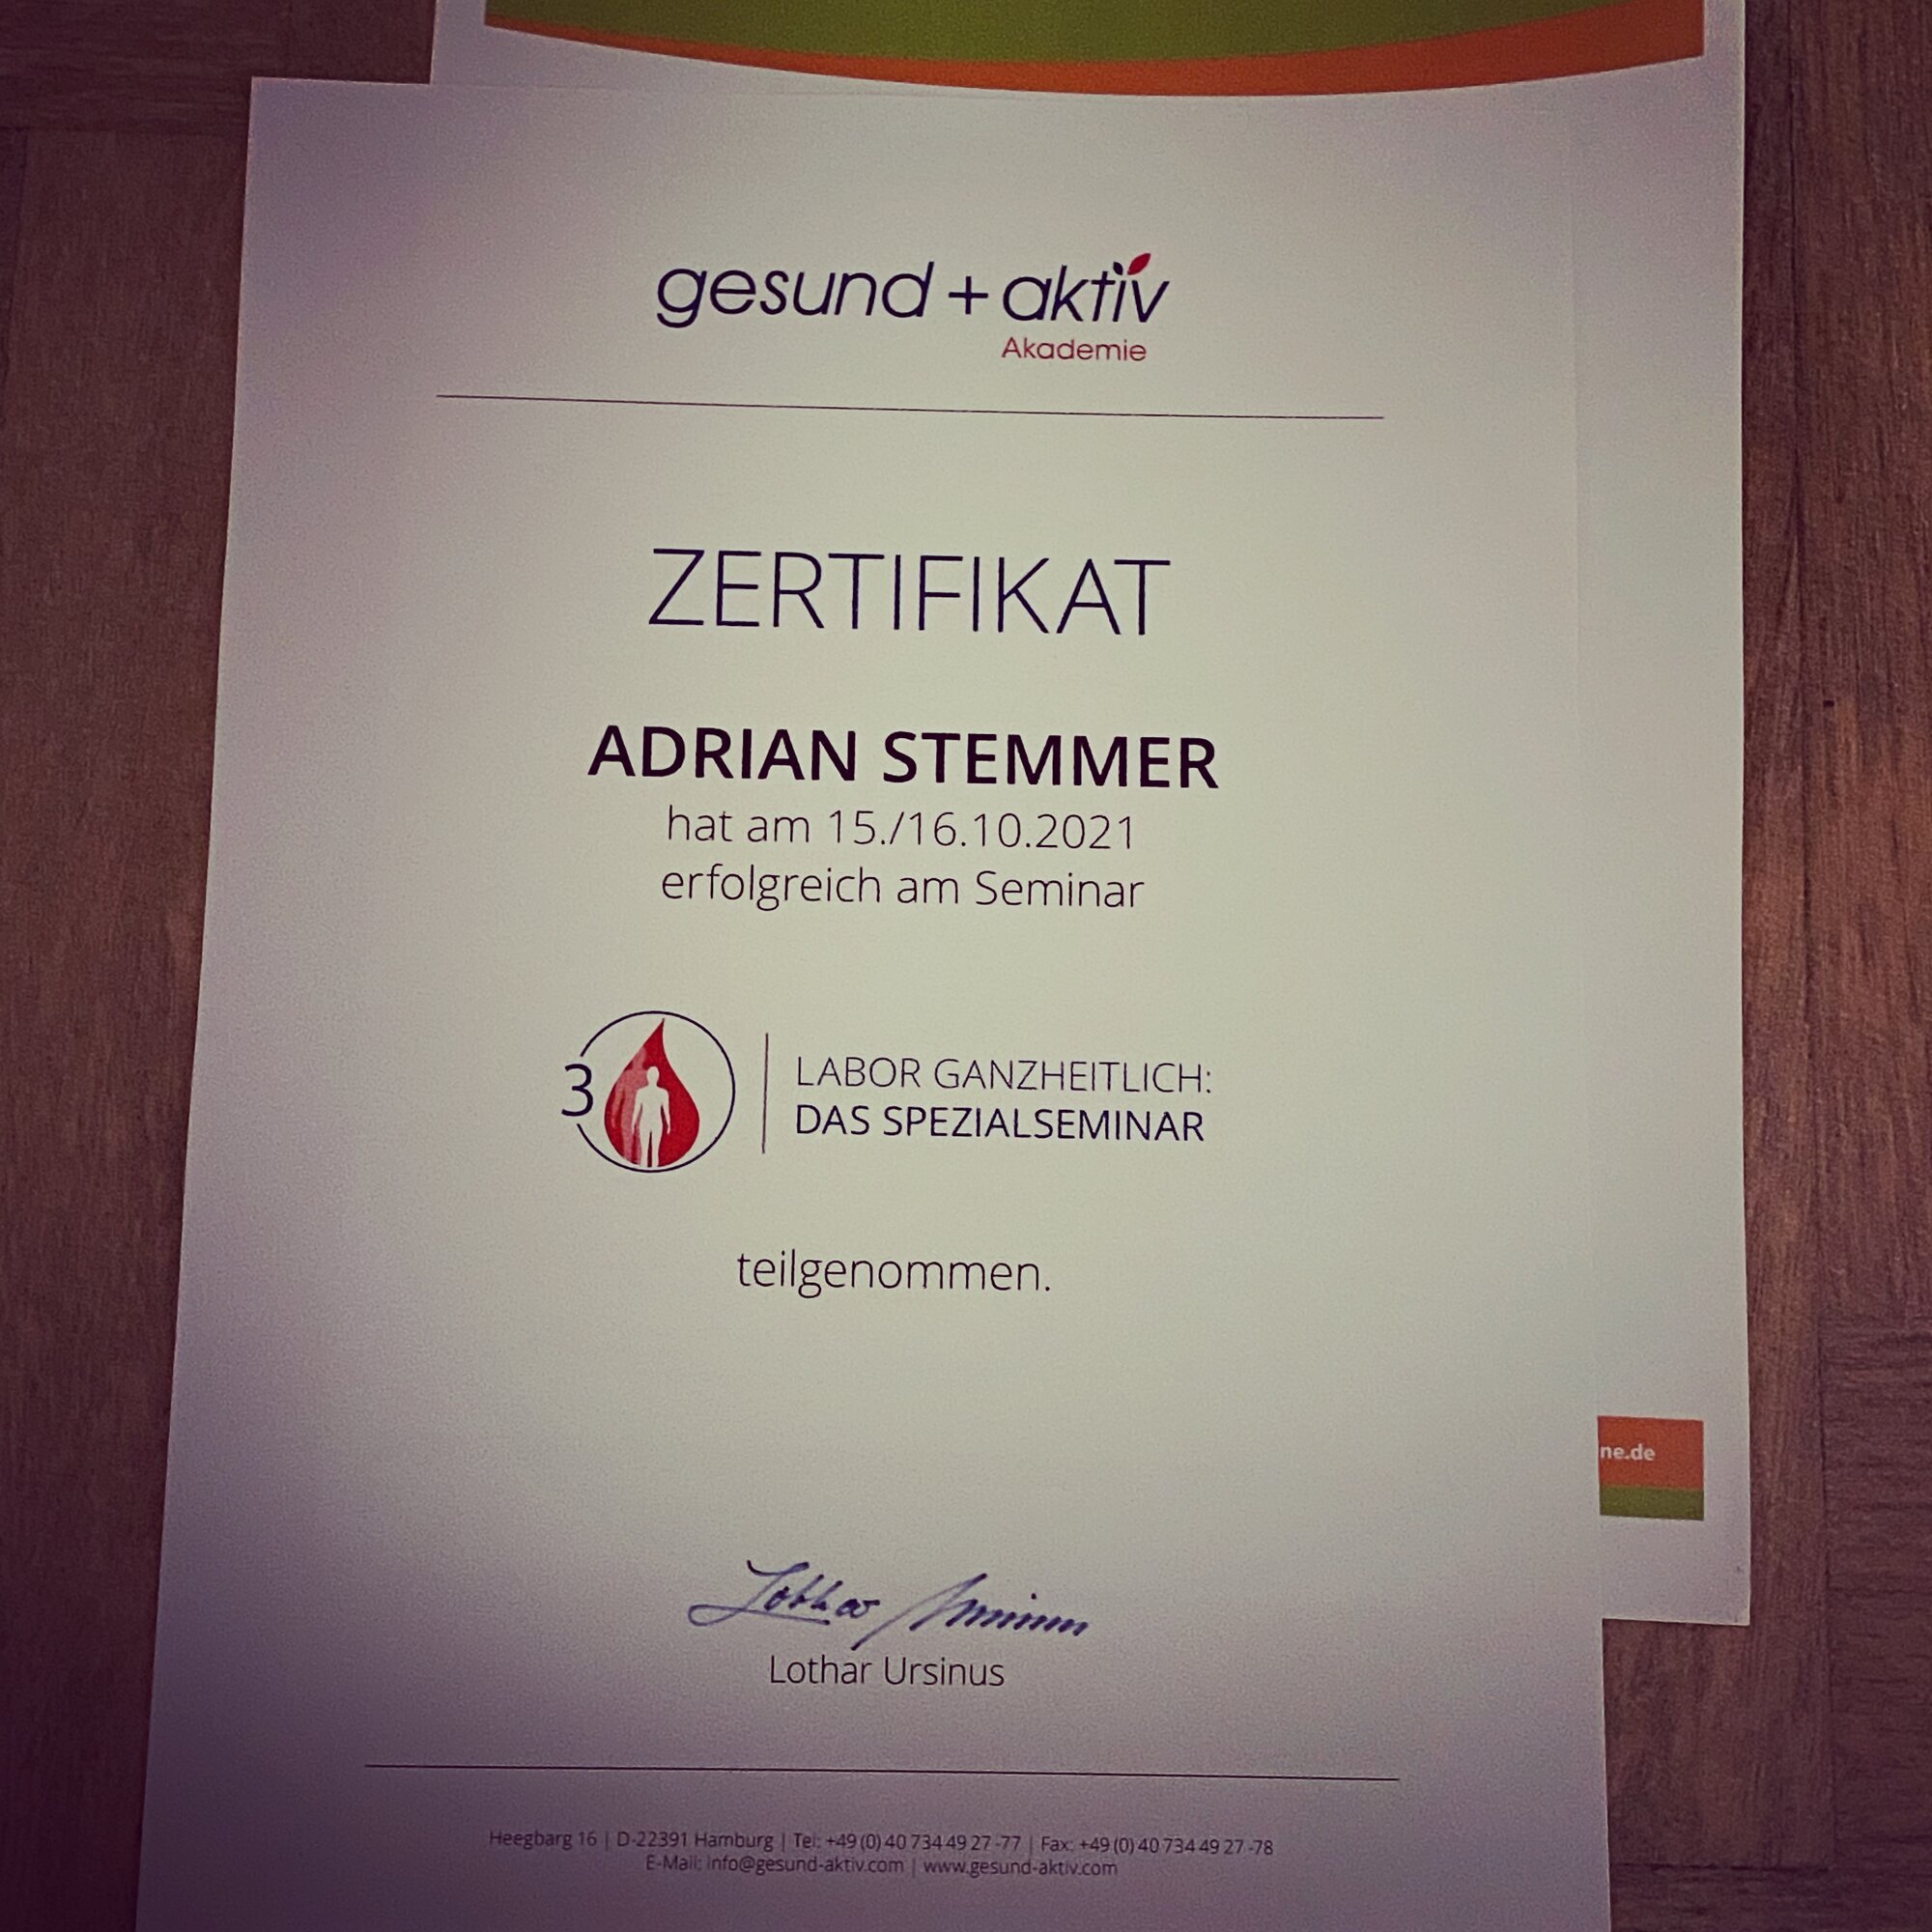 gesund + aktiv
Akademie
ZERTIFIKAT
ADRIAN STEMMER
hat am 15./16.10.2021
erfolgreich am Seminar
3
LABOR GANZHEITLICH:
DAS SPEZIALSEMINAR
teilgenommen.
ne.de
Lothar Ursinus
Lothar Ursinus
Heegbarg 16 | D-22391 Hamburg | Tel: +49 (0) 40 734 49 27 -77 | Fax: +49 (0) 40 734 49 27 -78
E-Mail: info@gesund-aktiv.com | www.gesund-aktiv.com